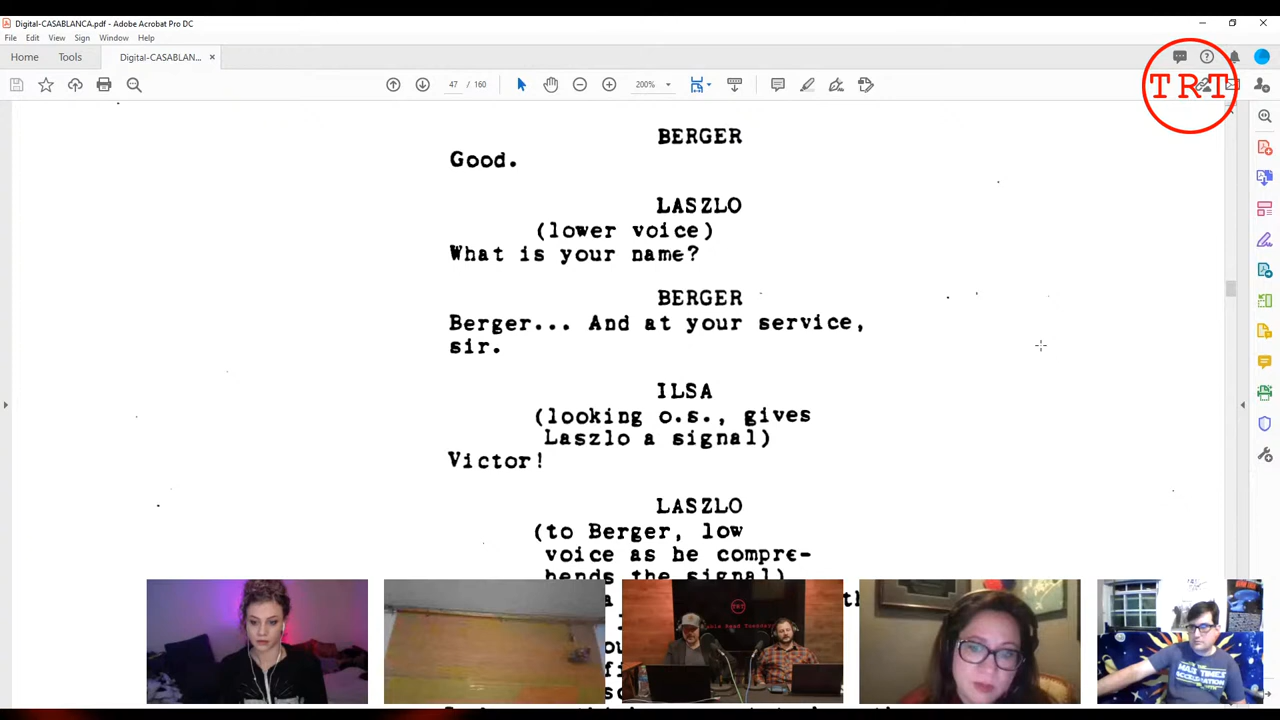 Digital-CASABLANCA.pdf - Adobe Acrobat Pro DC
File Edit View Sign Window Help
Home Tools Digital-CASABLAN... ×
47 / 160 200%
TRT
BERGER
Good.
LASZLO
(lower voice)
What is your name?
BERGER
Berger... And at your service,
sir.
ILSA
(looking o.s., gives
Laszlo a signal)
Victor!
LASZLO
(to Berger, low
voice as he compre-
hends the signal)
TRT